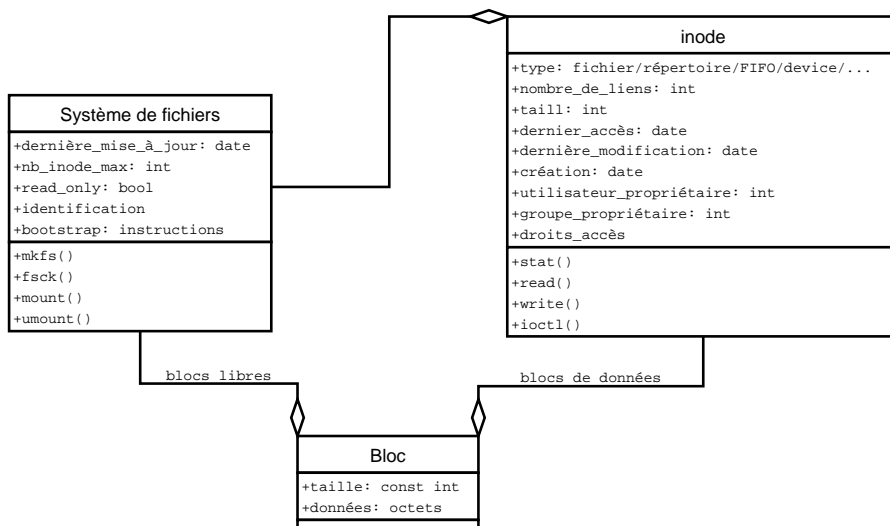 Système de fichiers
+dernière_mise_à_jour: date
+nb_inode_max: int
+read_only: bool
+identification
+bootstrap: instructions
+mkfs()
+fsck()
+mount()
+umount()
inode
+type: fichier/répertoire/FIFO/device/...
+nombre_de_liens: int
+taill: int
+dernier_accès: date
+dernière_modification: date
+création: date
+utilisateur_propriétaire: int
+groupe_propriétaire: int
+droits_accès
+stat()
+read()
+write()
+ioctl()
blocs libres
blocs de données
Bloc
+taille: const int
+données: octets